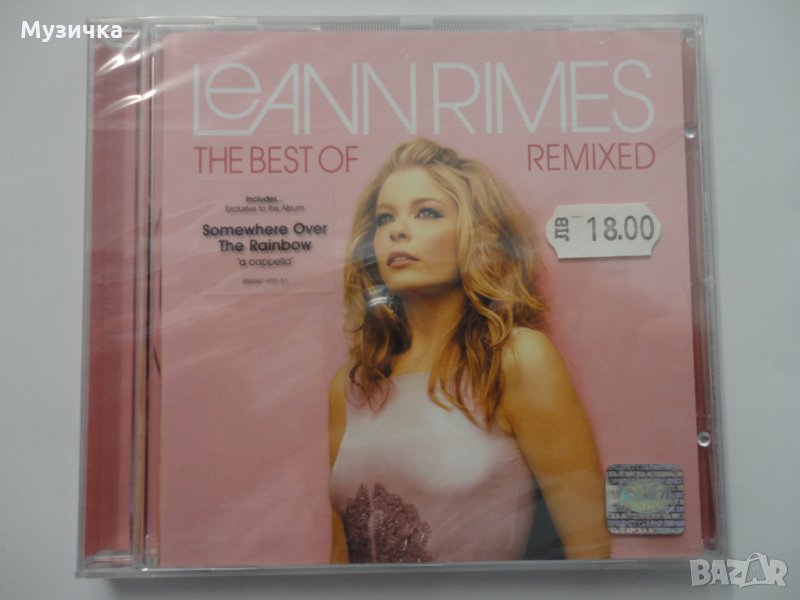 Музичка
LEANN RIMES
THE BEST OF REMIXED
Includes...
Exclusive to this Album
Somewhere Over
The Rainbow
'a cappella'
ЛВ 18.00
BAZAR